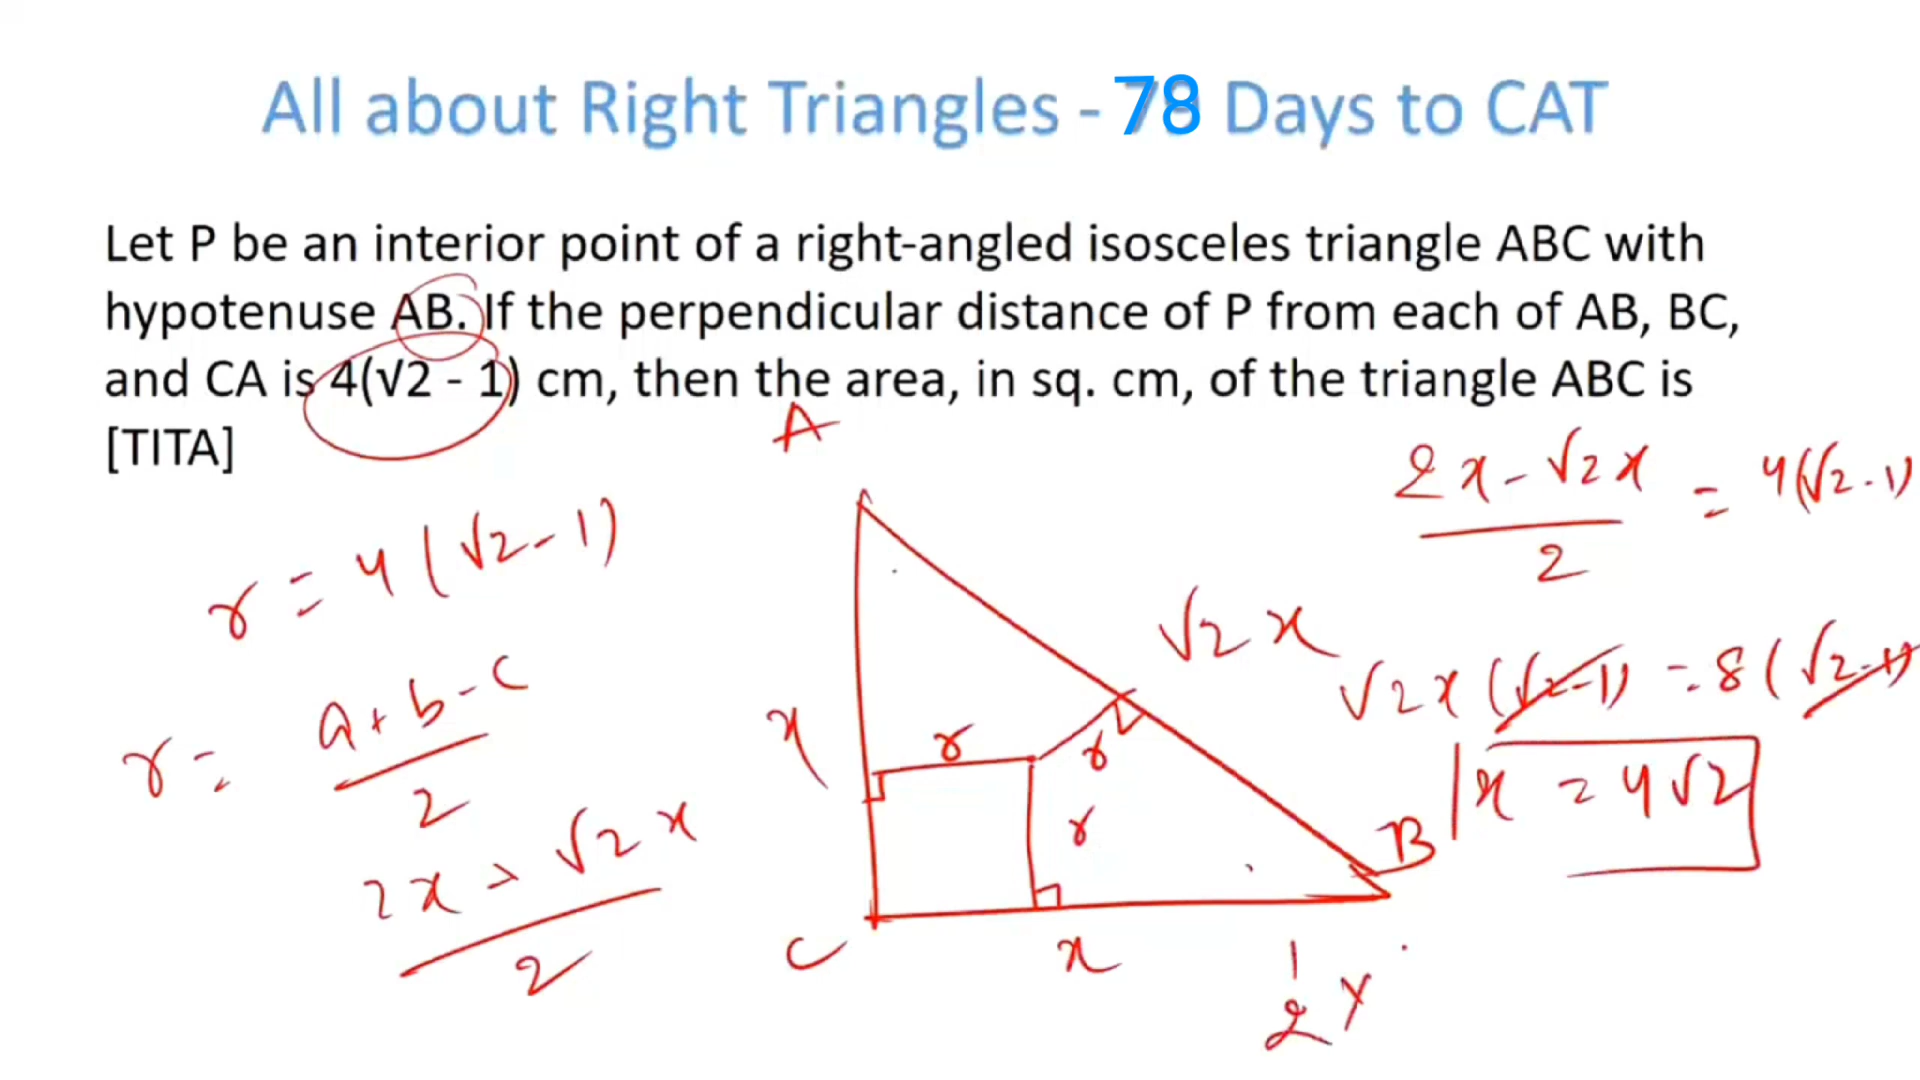 All about Right Triangles - 78 Days to CAT
Let P be an interior point of a right-angled isosceles triangle ABC with
hypotenuse AB. If the perpendicular distance of P from each of AB, BC,
and CA is 4(√2 - 1) cm, then the area, in sq. cm, of the triangle ABC is
[TITA]
r = 4(√2-1)
r = a+b-c
2
2x - √2x
2
A
x
r
r
r
√2x
B
C
x
2x-√2x = 4(√2-1)
2
√2x(√2-1) = 8(√2-1)
x = 4√2
1
2 ×